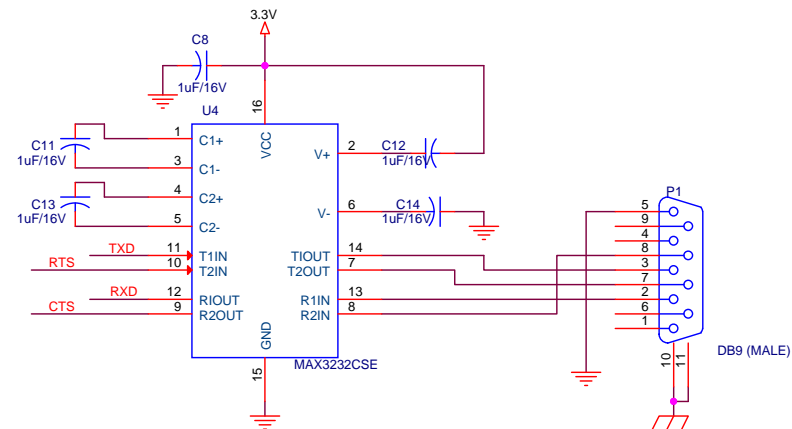 3.3V
C8
1uF/16V
U4
16
VCC
1
C1+
C11
1uF/16V
3
C1-
2
V+
C12
1uF/16V
4
C2+
C13
1uF/16V
5
C2-
6
V-
C14
1uF/16V
TXD
11
T1IN
RTS
10
T2IN
RXD
12
RIOUT
CTS
9
R2OUT
14
TIOUT
7
T2OUT
13
R1IN
8
R2IN
GND
15
MAX3232CSE
P1
5
9
4
8
3
7
2
6
1
10
11
DB9 (MALE)